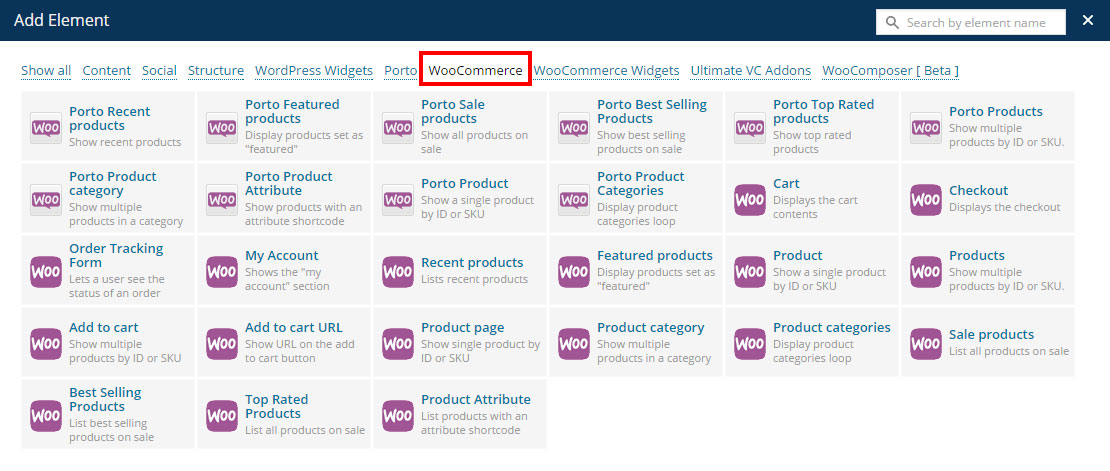 Add Element
Search by element name
Show all Content Social Structure WordPress Widgets Porto WooCommerce WooCommerce Widgets Ultimate VC Addons WooComposer [ Beta ]
WOO
Porto Recent
products
Show recent products
WOO
Porto Featured
products
Display products set as
"featured"
WOO
Porto Sale
products
Show all products on
sale
WOO
Porto Best Selling
Products
Show best selling
products on sale
WOO
Porto Top Rated
products
Show top rated
products
WOO
Porto Products
Show multiple
products by ID or SKU.
WOO
Porto Product
category
Show multiple
products in a category
WOO
Porto Product
Attribute
Show products with an
attribute shortcode
WOO
Porto Product
Show a single product
by ID or SKU
WOO
Porto Product
Categories
Display product
categories loop
WOO
Cart
Displays the cart
contents
WOO
Checkout
Displays the checkout
WOO
Order Tracking
Form
Lets a user see the
status of an order
WOO
My Account
Shows the "my
account" section
WOO
Recent products
Lists recent products
WOO
Featured products
Display products set as
"featured"
WOO
Product
Show a single product
by ID or SKU
WOO
Products
Show multiple
products by ID or SKU.
WOO
Add to cart
Show multiple
products by ID or SKU
WOO
Add to cart URL
Show URL on the add
to cart button
WOO
Product page
Show single product by
ID or SKU
WOO
Product category
Show multiple
products in a category
WOO
Product categories
Display product
categories loop
WOO
Sale products
List all products on sale
WOO
Best Selling
Products
List best selling
products on sale
WOO
Top Rated
Products
List all products on sale
WOO
Product Attribute
List products with an
attribute shortcode